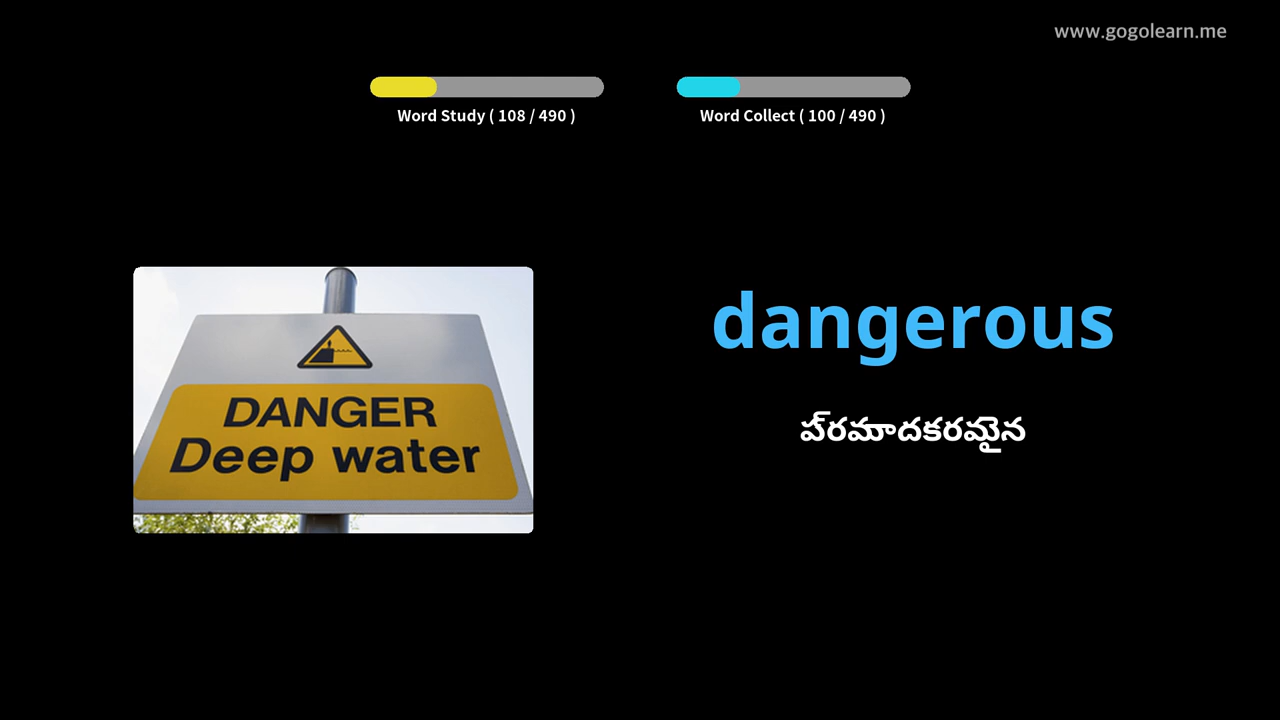 www.gogolearn.me
Word Study ( 108 / 490 )
Word Collect ( 100 / 490 )
DANGER
Deep water
dangerous
ప్రమాదకరమైన